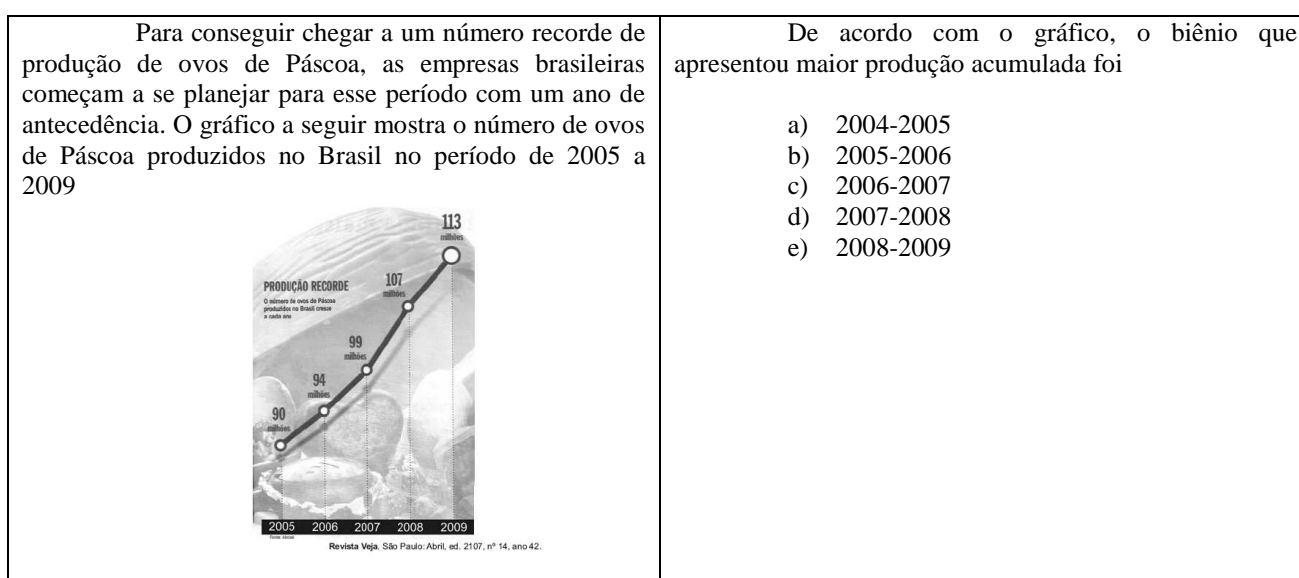 Para conseguir chegar a um número recorde de
produção de ovos de Páscoa, as empresas brasileiras
começam a se planejar para esse período com um ano de
antecedência. O gráfico a seguir mostra o número de ovos
de Páscoa produzidos no Brasil no período de 2005 a
2009
113
milhões
PRODUÇÃO RECORDE
O número de ovos de Páscoa
produzidos no Brasil cresce
a cada ano
107
milhões
99
milhões
94
milhões
90
milhões
2005 2006 2007 2008 2009
Revista Veja. São Paulo: Abril, ed. 2107, nº 14, ano 42.
De acordo com o gráfico, o biênio que
apresentou maior produção acumulada foi
a) 2004-2005
b) 2005-2006
c) 2006-2007
d) 2007-2008
e) 2008-2009